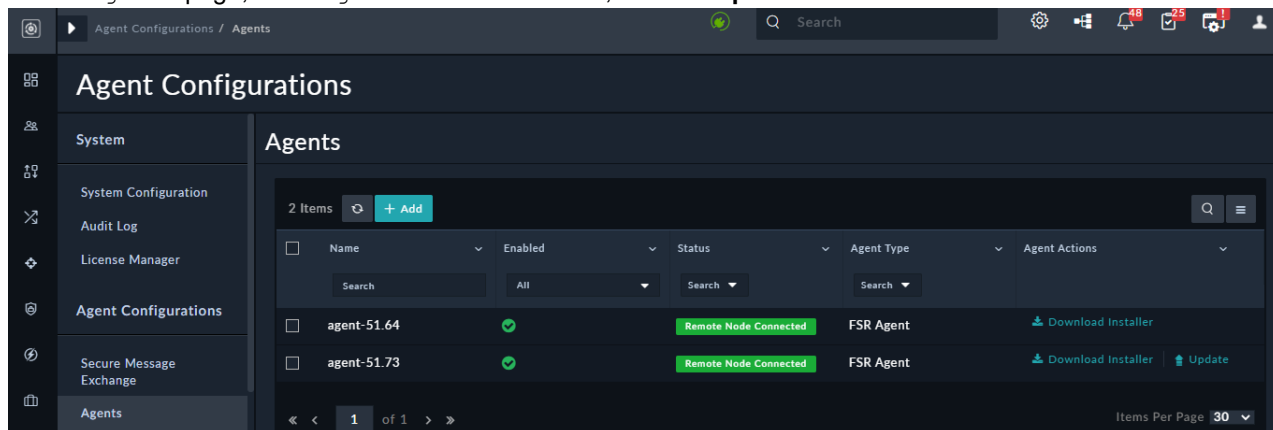 Agent Configurations / Agents
Search
48
25
!
Agent Configurations
System
System Configuration
Audit Log
License Manager
Agent Configurations
Secure Message
Exchange
Agents
Agents
2 Items
+ Add
Name Enabled Status Agent Type Agent Actions
Search All Search Search
agent-51.64 Remote Node Connected FSR Agent Download Installer
agent-51.73 Remote Node Connected FSR Agent Download Installer Update
« < 1 of 1 > » Items Per Page 30